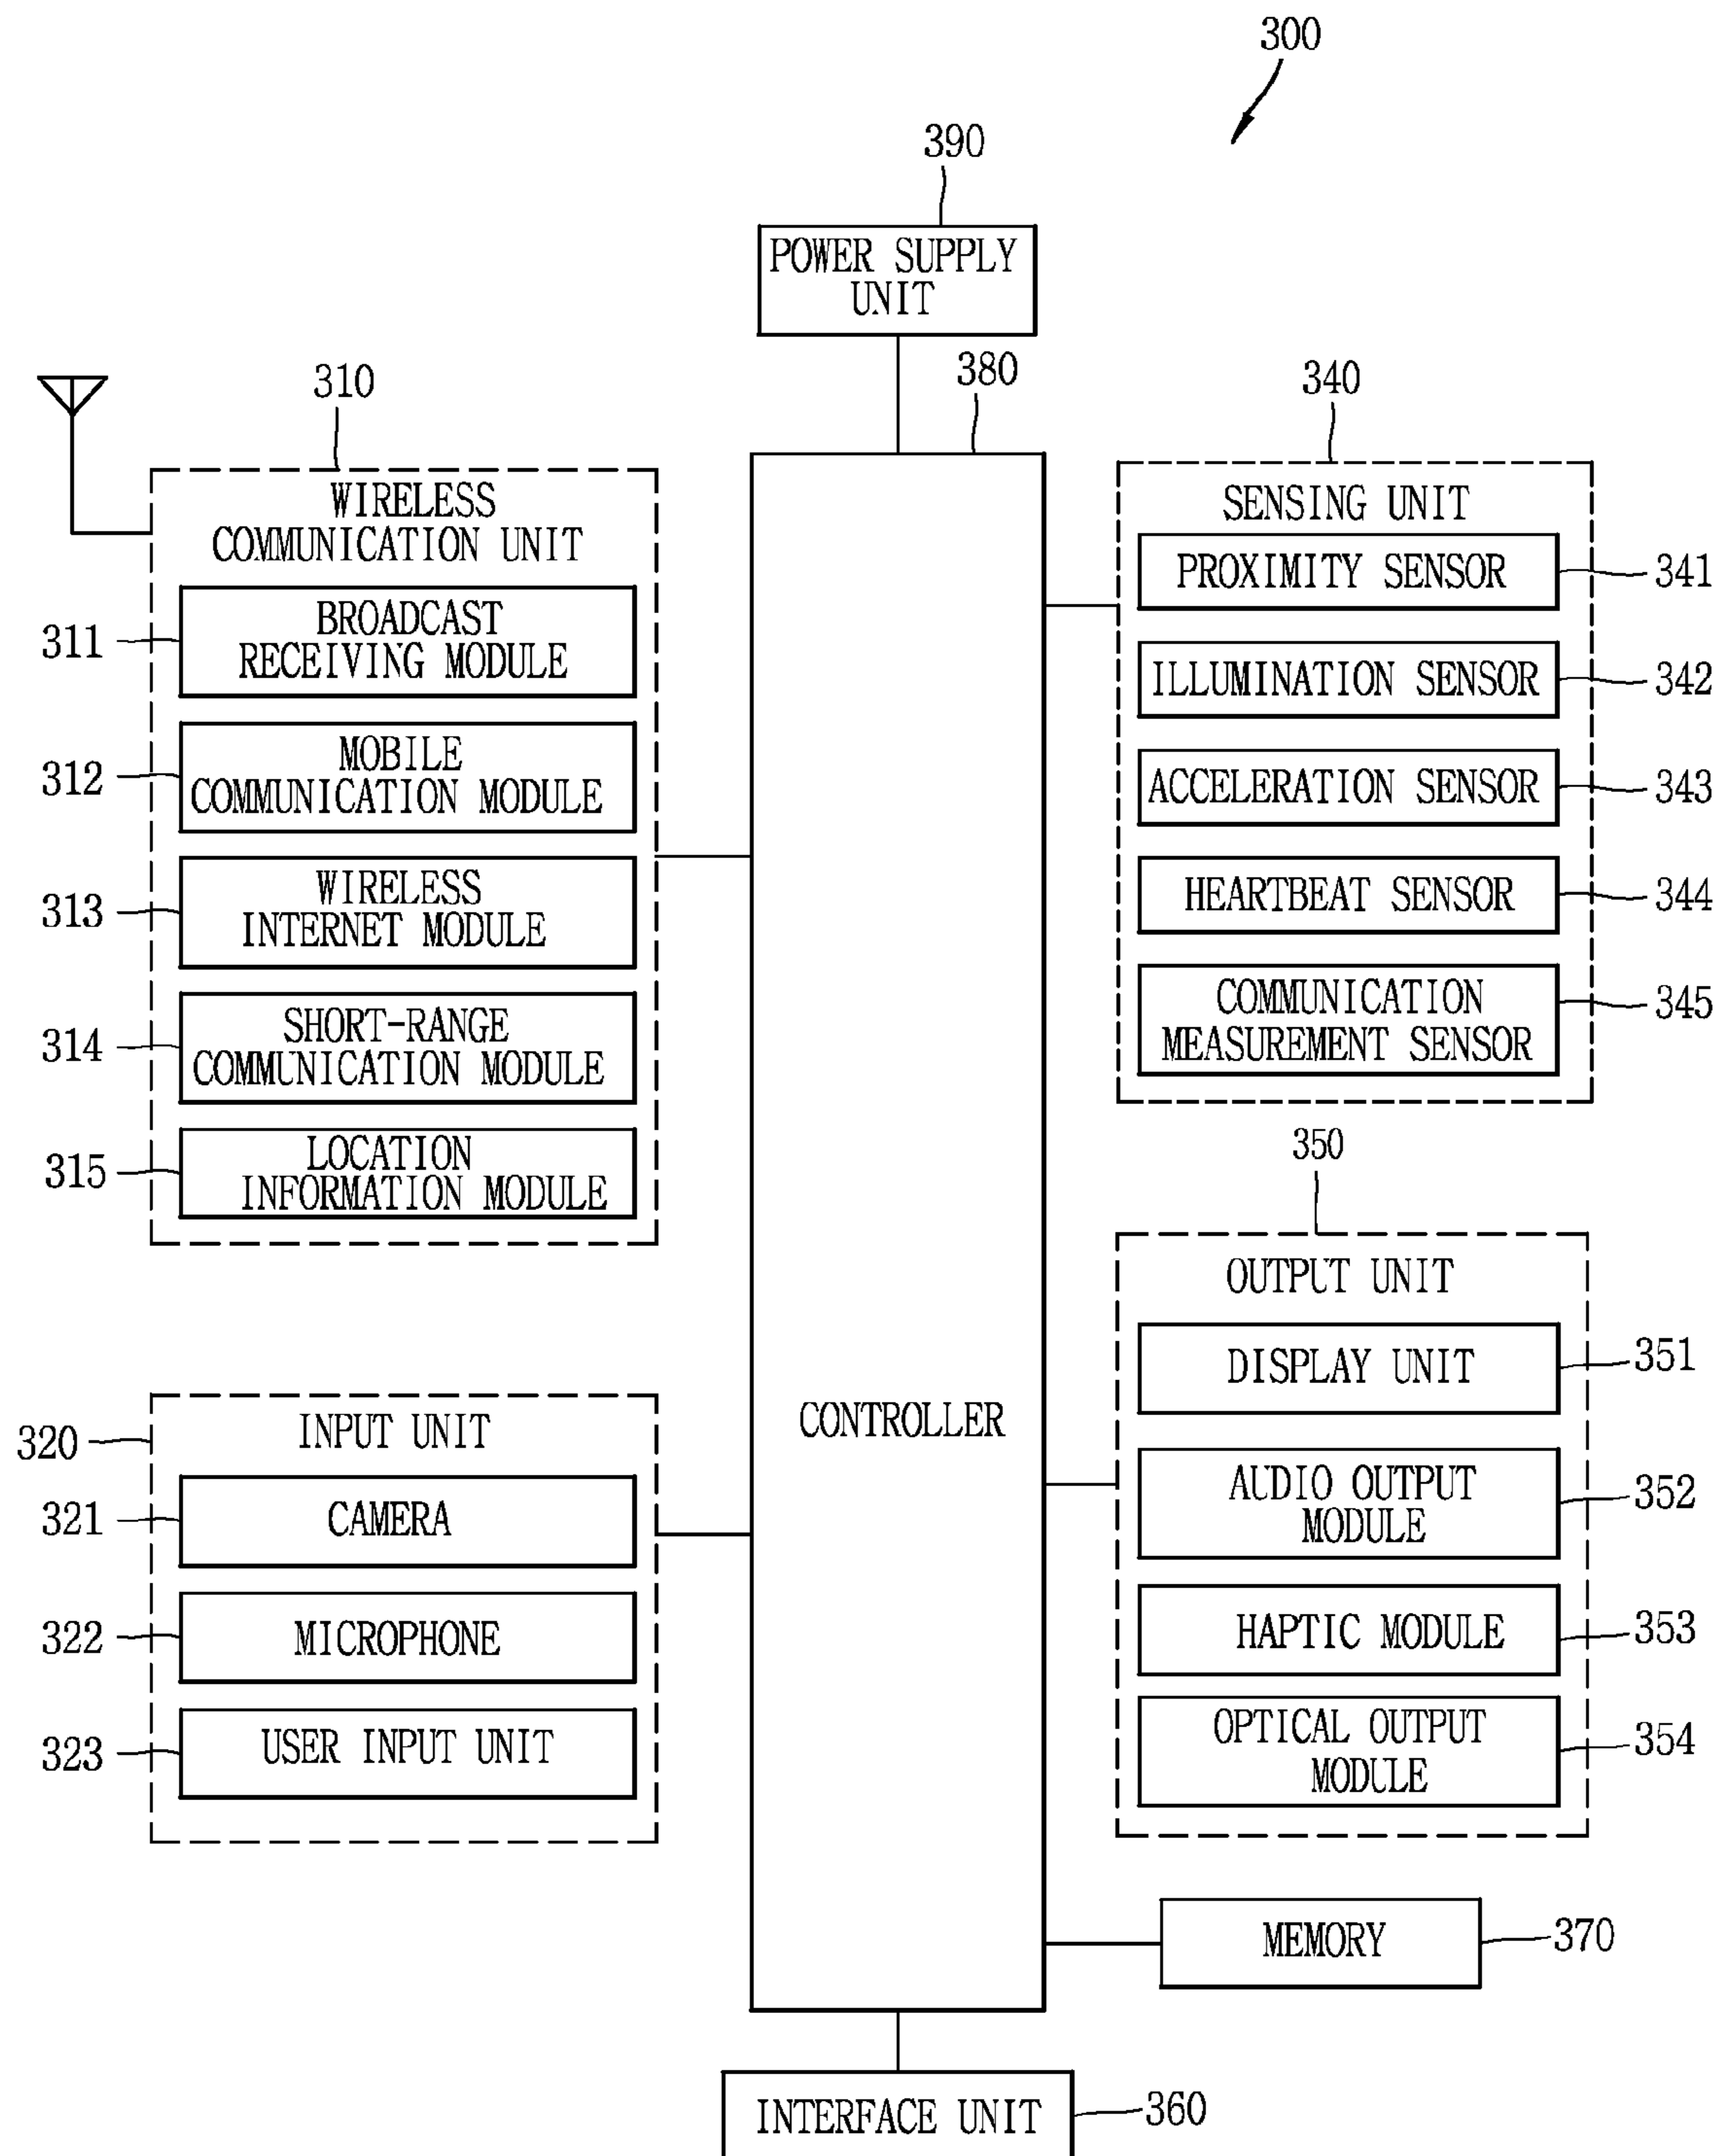 300
390
POWER SUPPLY
UNIT
380
310
WIRELESS
COMMUNICATION UNIT
311
BROADCAST
RECEIVING MODULE
312
MOBILE
COMMUNICATION MODULE
313
WIRELESS
INTERNET MODULE
314
SHORT-RANGE
COMMUNICATION MODULE
315
LOCATION
INFORMATION MODULE
320
INPUT UNIT
321
CAMERA
322
MICROPHONE
323
USER INPUT UNIT
CONTROLLER
340
SENSING UNIT
PROXIMITY SENSOR
341
ILLUMINATION SENSOR
342
ACCELERATION SENSOR
343
HEARTBEAT SENSOR
344
COMMUNICATION
MEASUREMENT SENSOR
345
350
OUTPUT UNIT
DISPLAY UNIT
351
AUDIO OUTPUT
MODULE
352
HAPTIC MODULE
353
OPTICAL OUTPUT
MODULE
354
MEMORY
370
INTERFACE UNIT
360